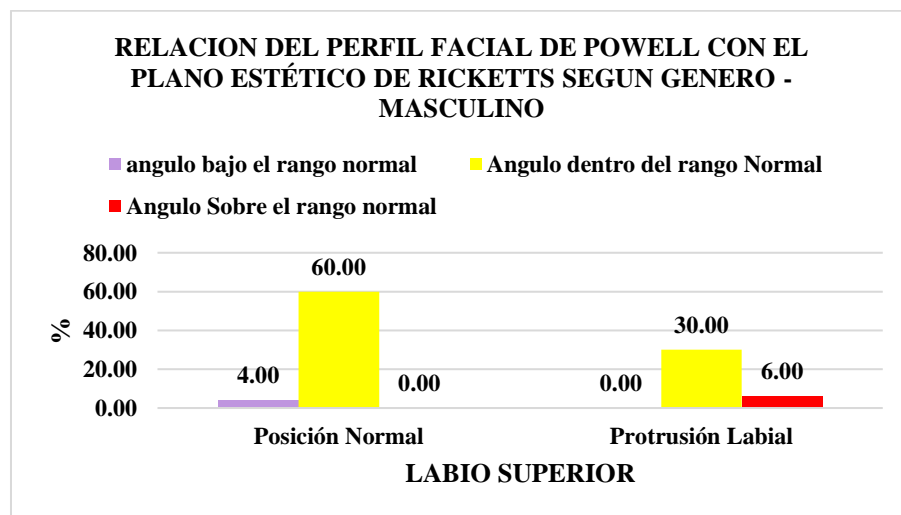 RELACION DEL PERFIL FACIAL DE POWELL CON EL
PLANO ESTÉTICO DE RICKETTS SEGUN GENERO -
MASCULINO
angulo bajo el rango normal
Angulo dentro del rango Normal
Angulo Sobre el rango normal
80.00
60.00
40.00
20.00
0.00
%
4.00
60.00
0.00
0.00
30.00
6.00
Posición Normal
Protrusión Labial
LABIO SUPERIOR